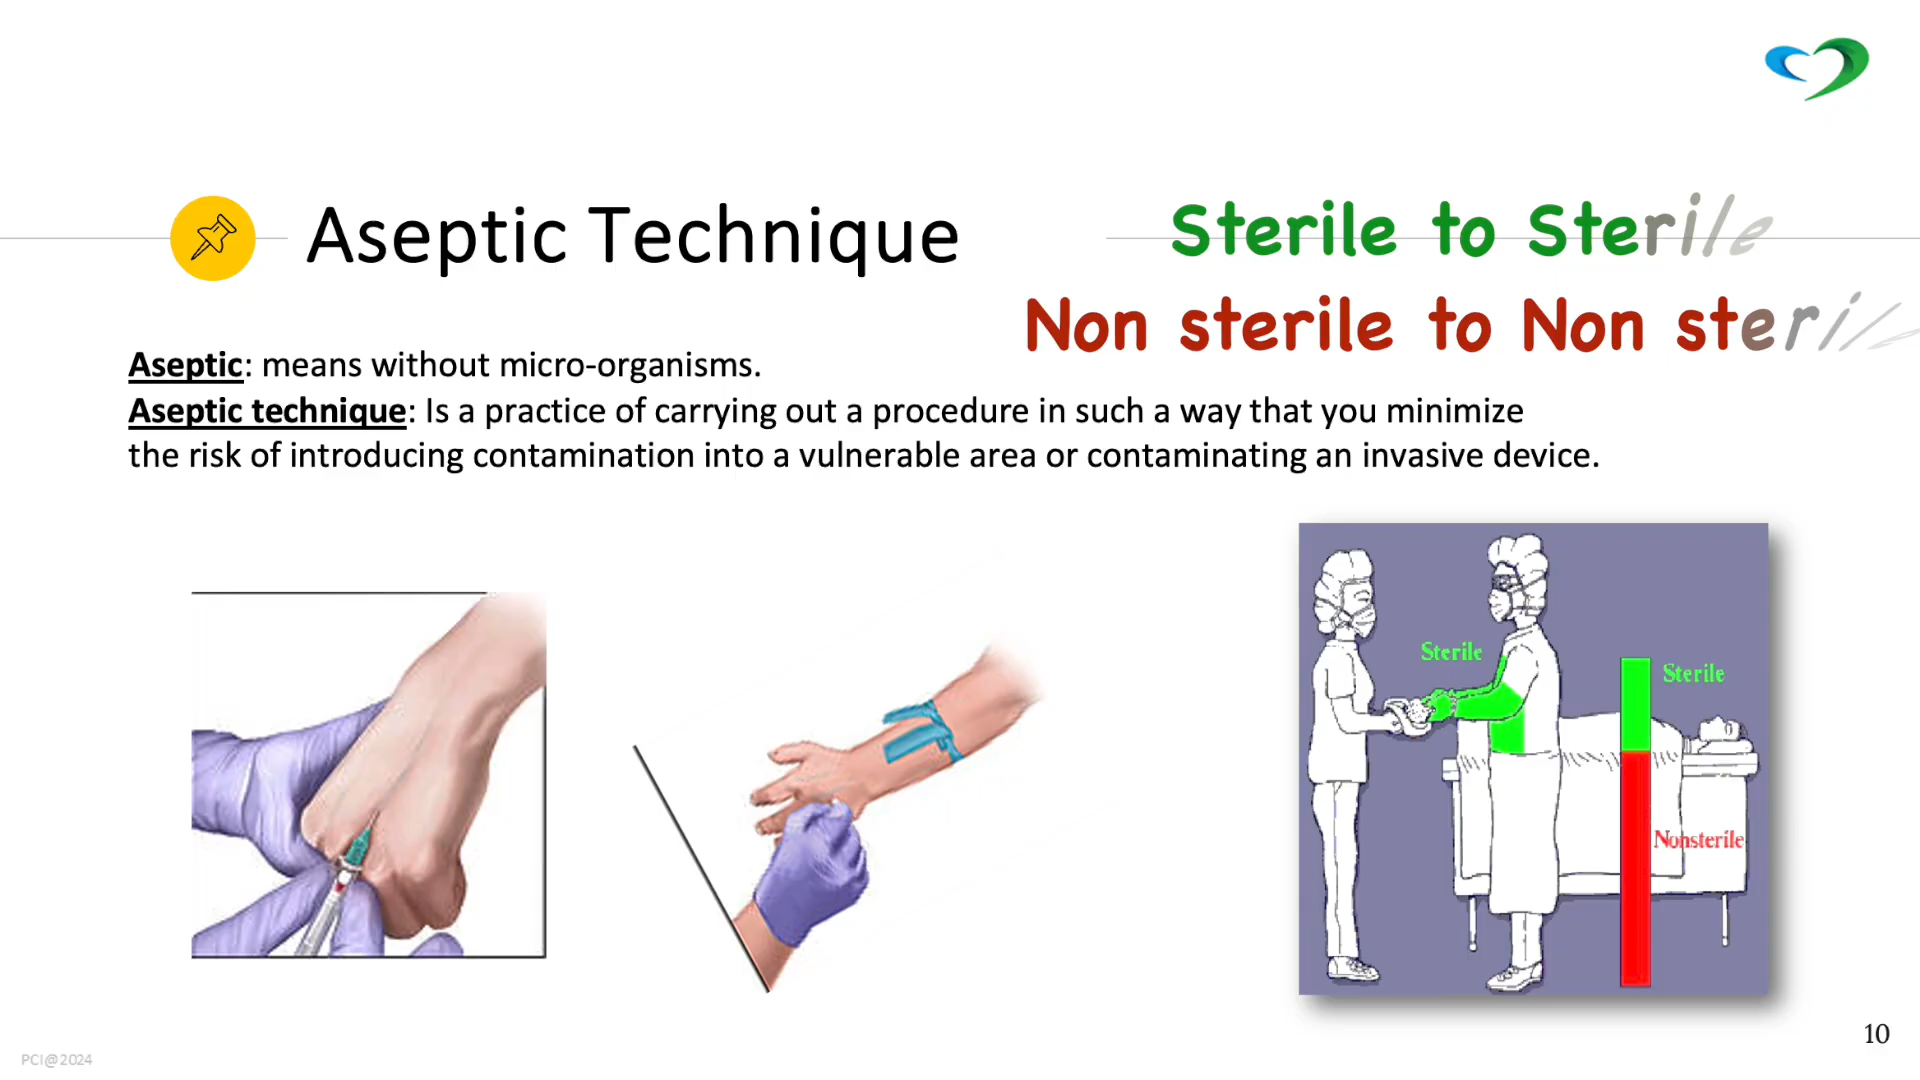 Aseptic Technique
Sterile to Sterile
Non sterile to Non sterile
Aseptic: means without micro-organisms.
Aseptic technique: Is a practice of carrying out a procedure in such a way that you minimize
the risk of introducing contamination into a vulnerable area or contaminating an invasive device.
Sterile
Sterile
Nonsterile
10
PCI@2024